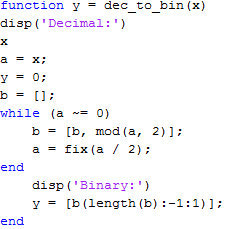 function y = dec_to_bin(x)
disp('Decimal:')
x
a = x;
y = 0;
b = [];
while (a ~= 0)
    b = [b, mod(a, 2)];
    a = fix(a / 2);
end
    disp('Binary:')
    y = [b(length(b):-1:1)];
end